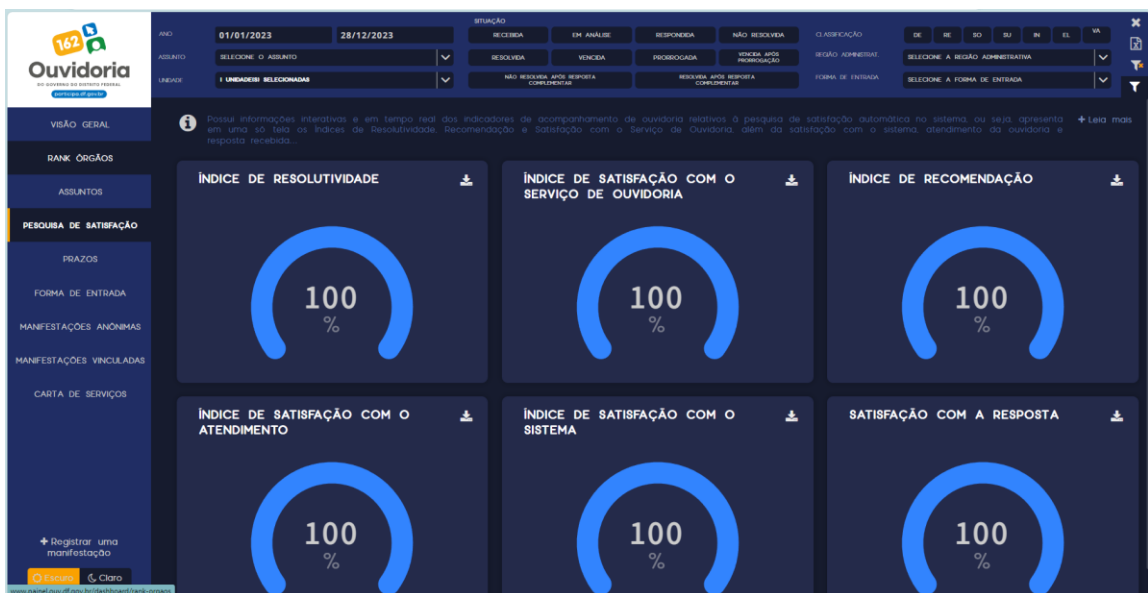 162
Ouvidoria
DO GOVERNO DO DISTRITO FEDERAL
participa.df.gov.br
VISÃO GERAL
RANK ÓRGÃOS
ASSUNTOS
PESQUISA DE SATISFAÇÃO
PRAZOS
FORMA DE ENTRADA
MANIFESTAÇÕES ANÔNIMAS
MANIFESTAÇÕES VINCULADAS
CARTA DE SERVIÇOS
+ Registrar uma
manifestação
Escuro Claro
www.painel.ouv.df.gov.br/dashboard/rank-orgaos
ANO 01/01/2023 28/12/2023
ASSUNTO SELECIONE O ASSUNTO
UNIDADE 1 UNIDADE(S) SELECIONADAS
SITUAÇÃO
RECEBIDA EM ANÁLISE RESPONDIDA NÃO RESOLVIDA
RESOLVIDA VENCIDA PRORROGADA VENCIDA APÓS
PRORROGAÇÃO
NÃO RESOLVIDA APÓS RESPOSTA
COMPLEMENTAR
RESOLVIDA APÓS RESPOSTA
COMPLEMENTAR
CLASSIFICAÇÃO DE RE SO SU IN EL VA
REGIÃO ADMINISTRAT. SELECIONE A REGIÃO ADMINISTRATIVA
FORMA DE ENTRADA SELECIONE A FORMA DE ENTRADA
Possui informações interativas e em tempo real dos indicadores de acompanhamento de ouvidoria relativos à pesquisa de satisfação automática no sistema, ou seja, apresenta
em uma só tela os Índices de Resolutividade, Recomendação e Satisfação com o Serviço de Ouvidoria, além da satisfação com o sistema, atendimento da ouvidoria e
resposta recebida...
+ Leia mais
ÍNDICE DE RESOLUTIVIDADE
100
%
ÍNDICE DE SATISFAÇÃO COM O
SERVIÇO DE OUVIDORIA
100
%
ÍNDICE DE RECOMENDAÇÃO
100
%
ÍNDICE DE SATISFAÇÃO COM O
ATENDIMENTO
100
%
ÍNDICE DE SATISFAÇÃO COM O
SISTEMA
100
%
SATISFAÇÃO COM A RESPOSTA
100
%